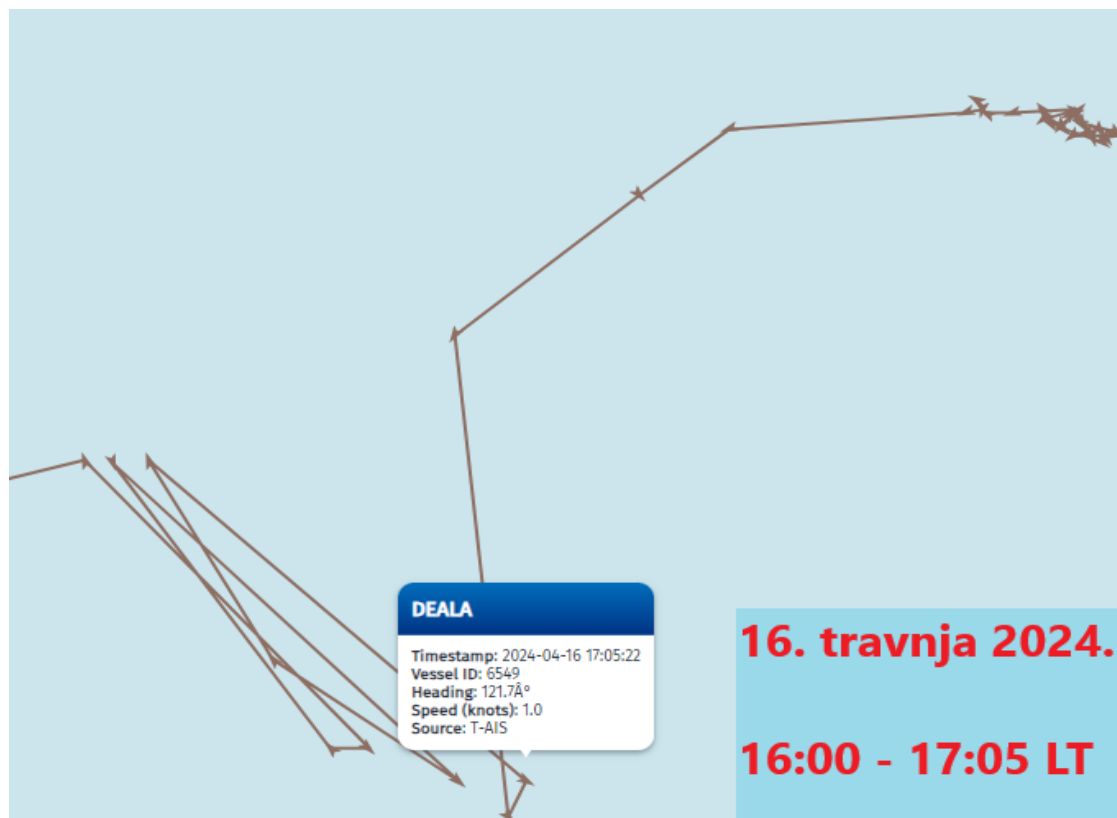 DEALA
Timestamp: 2024-04-16 17:05:22
Vessel ID: 6549
Heading: 121.7Âº
Speed (knots): 1.0
Source: T-AIS
16. travnja 2024.
16:00 - 17:05 LT